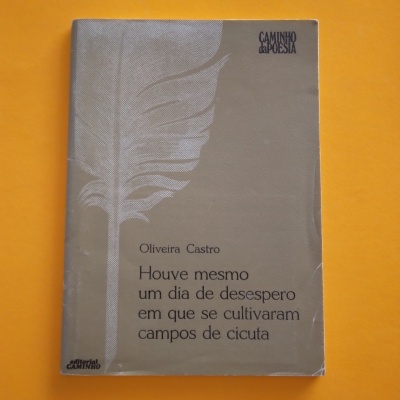 CAMINHO
da POESIA
Oliveira Castro
Houve mesmo
um dia de desespero
em que se cultivaram
campos de cicuta
editorial
CAMINHO